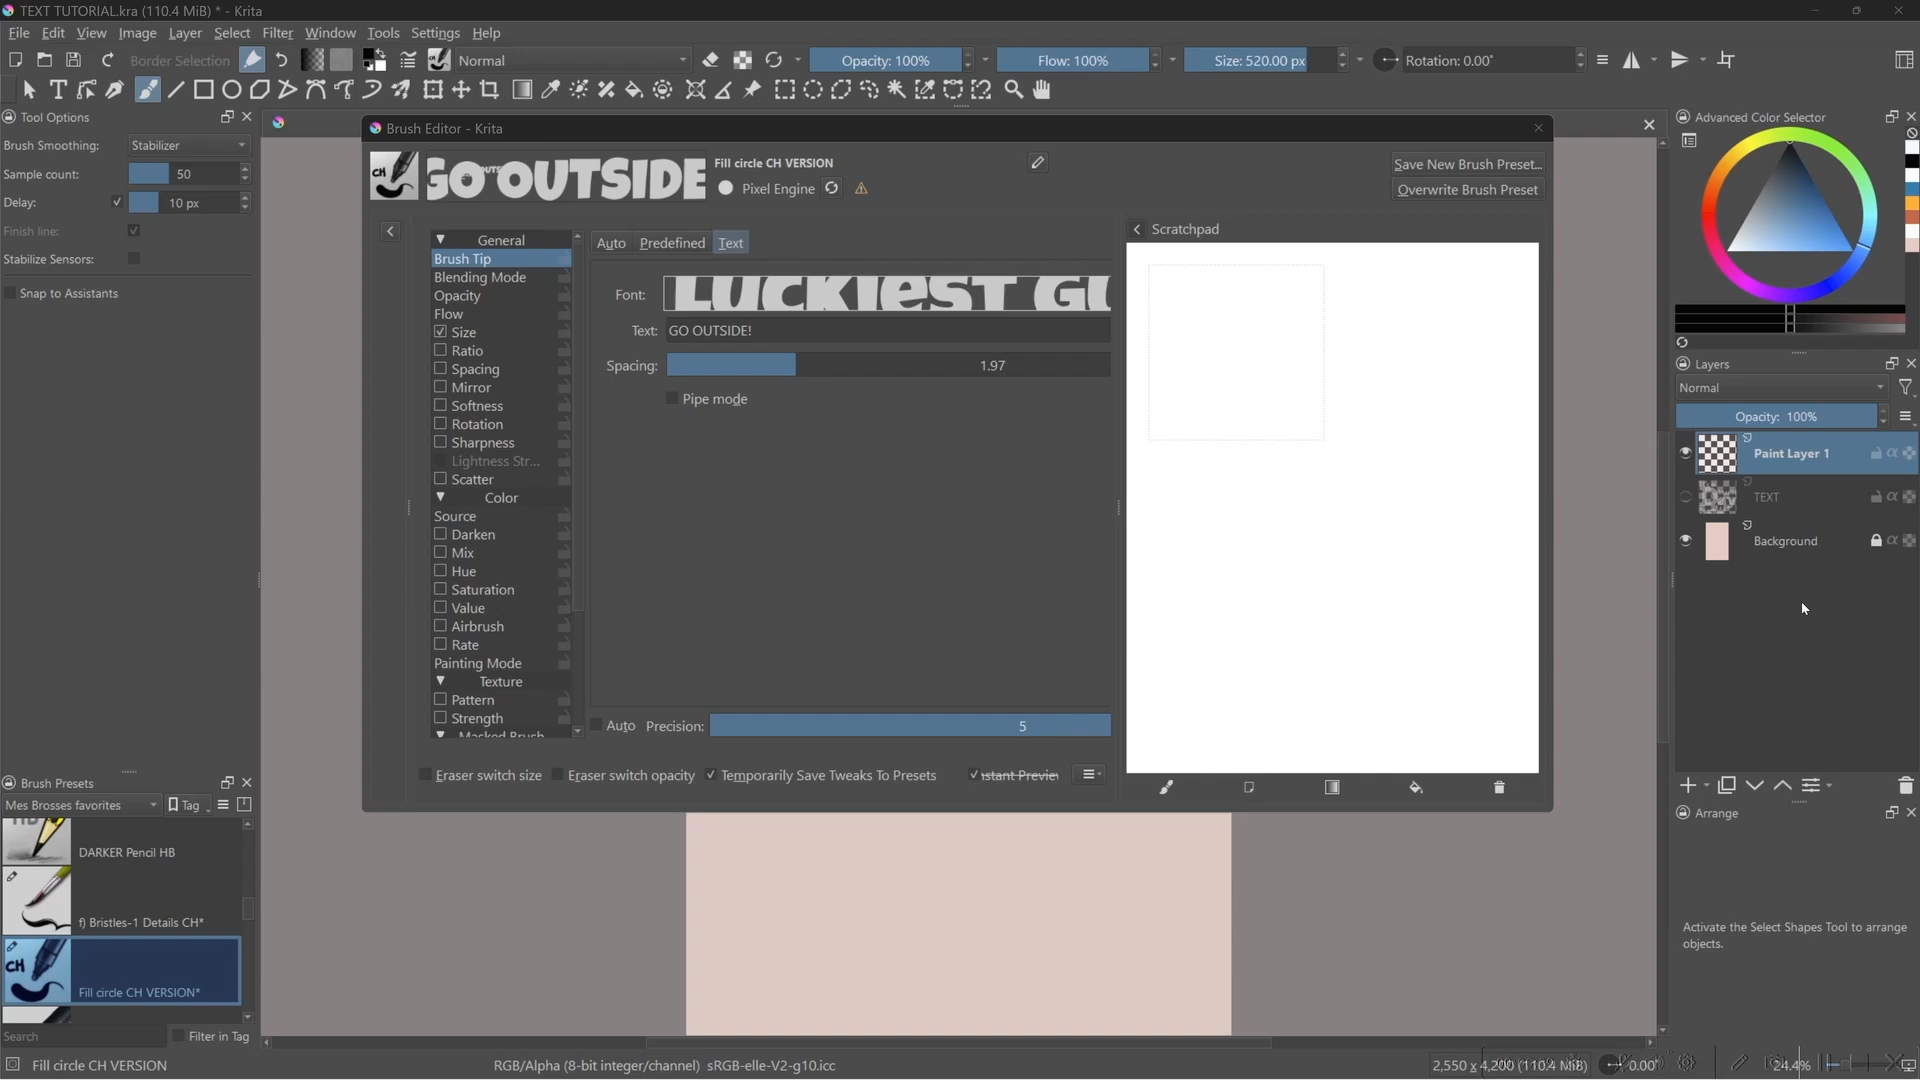 TEXT TUTORIAL.kra (110.4 MiB) * - Krita
File Edit View Image Layer Select Filter Window Tools Settings Help
Border Selection Normal Opacity: 100% Flow: 100% Size: 520.00 px Rotation: 0.00°
Tool Options
Brush Smoothing: Stabilizer
Sample count: 50
Delay: 10 px
Finish line:
Stabilize Sensors:
Snap to Assistants
Brush Editor - Krita
CH GO OUTSIDE
Fill circle CH VERSION
Pixel Engine
Save New Brush Preset...
Overwrite Brush Preset
General
Brush Tip
Blending Mode
Opacity
Flow
Size
Ratio
Spacing
Mirror
Softness
Rotation
Sharpness
Lightness Str...
Scatter
Color
Source
Darken
Mix
Hue
Saturation
Value
Airbrush
Rate
Painting Mode
Texture
Pattern
Strength
Masked Brush
Auto Predefined Text
Font: LUCKIEST GU
Text: GO OUTSIDE!
Spacing: 1.97
Pipe mode
Auto Precision: 5
Eraser switch size Eraser switch opacity Temporarily Save Tweaks To Presets stant Previe
Scratchpad
Advanced Color Selector
Layers
Normal
Opacity: 100%
Paint Layer 1
TEXT
Background
Arrange
Activate the Select Shapes Tool to arrange
objects.
Brush Presets
Mes Brosses favorites Tag
HB
DARKER Pencil HB
f) Bristles-1 Details CH*
CH
Fill circle CH VERSION*
Search Filter in Tag
Fill circle CH VERSION
RGB/Alpha (8-bit integer/channel) sRGB-elle-V2-g10.icc
2,550 x 4,200 (110.4 MiB) 0.00° 24.4%